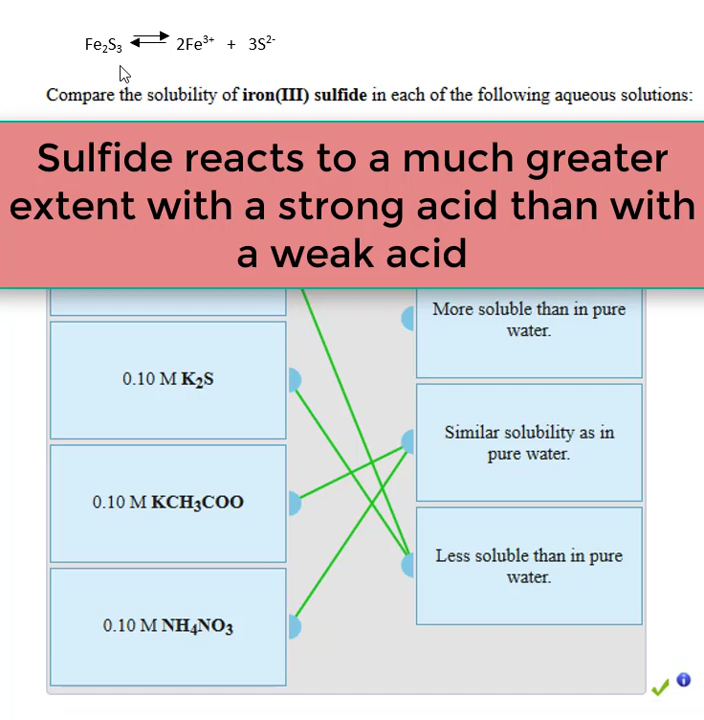 Fe₂S₃ ⇌ 2Fe³⁺ + 3S²⁻
Compare the solubility of iron(III) sulfide in each of the following aqueous solutions:
Sulfide reacts to a much greater
extent with a strong acid than with
a weak acid
More soluble than in pure
water.
0.10 M K₂S
Similar solubility as in
pure water.
0.10 M KCH₃COO
Less soluble than in pure
water.
0.10 M NH₄NO₃